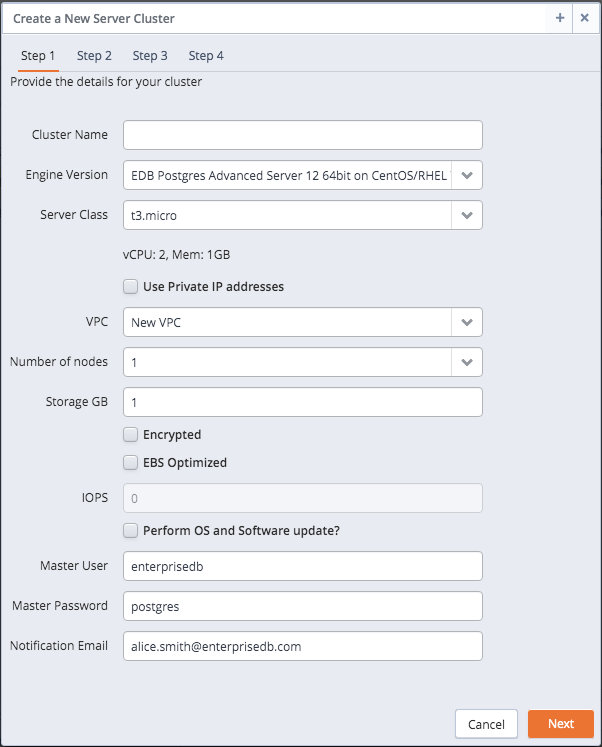 Create a New Server Cluster
Step 1 Step 2 Step 3 Step 4
Provide the details for your cluster
Cluster Name
Engine Version EDB Postgres Advanced Server 12 64bit on CentOS/RHEL
Server Class t3.micro
vCPU: 2, Mem: 1GB
Use Private IP addresses
VPC New VPC
Number of nodes 1
Storage GB 1
Encrypted
EBS Optimized
IOPS 0
Perform OS and Software update?
Master User enterprisedb
Master Password postgres
Notification Email alice.smith@enterprisedb.com
Cancel Next